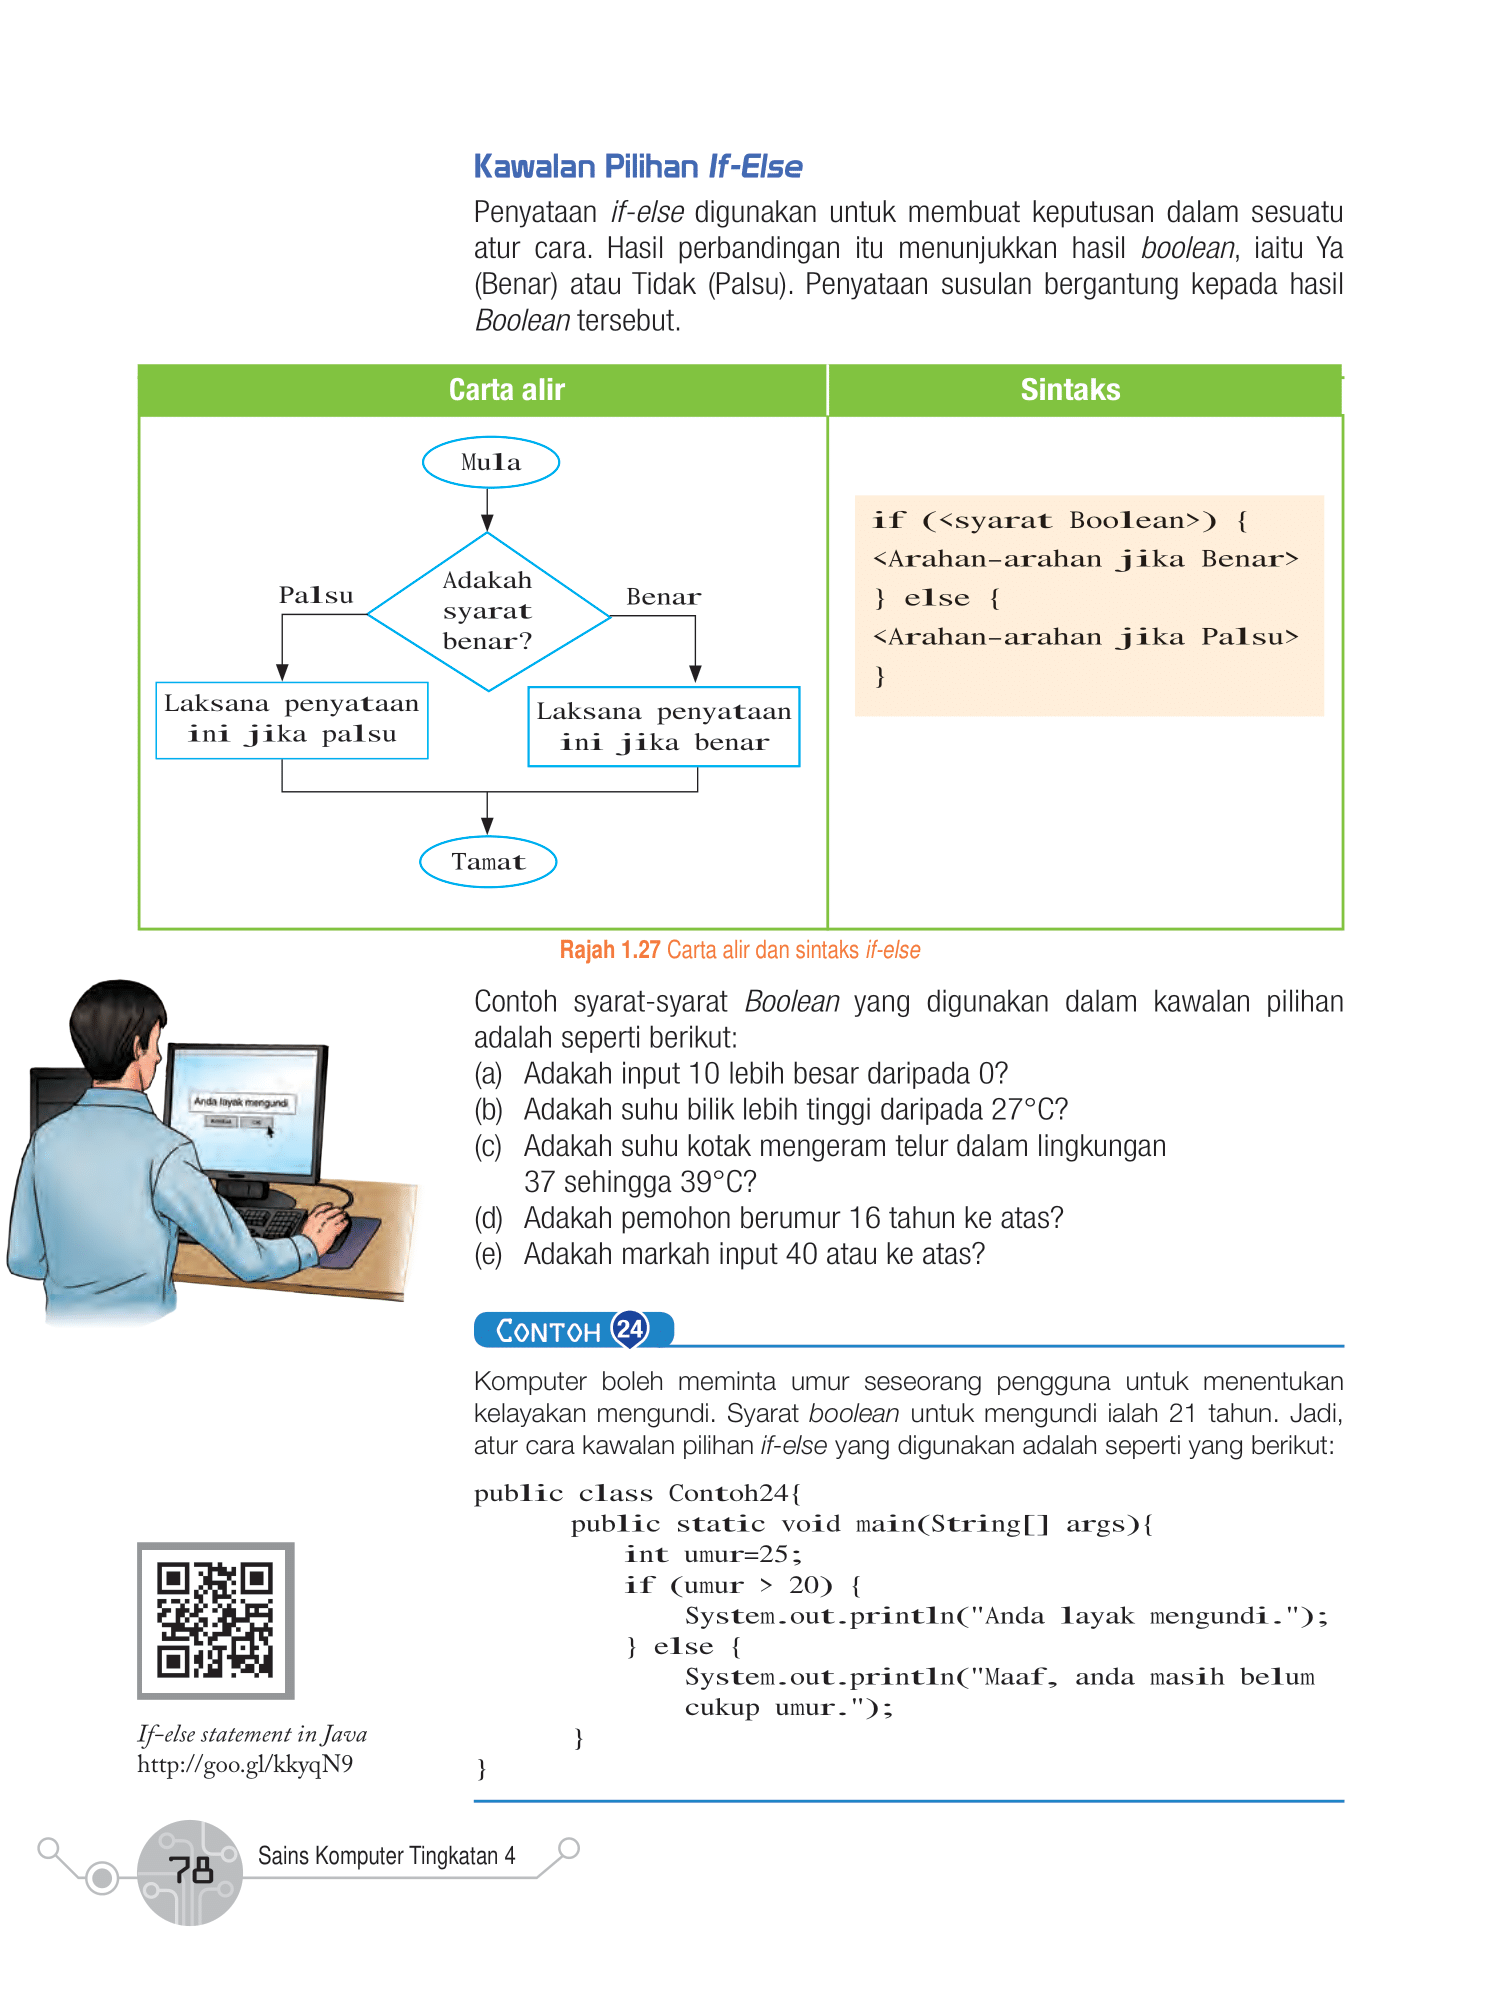 Kawalan Pilihan If-Else
Penyataan if-else digunakan untuk membuat keputusan dalam sesuatu
atur cara. Hasil perbandingan itu menunjukkan hasil boolean, iaitu Ya
(Benar) atau Tidak (Palsu). Penyataan susulan bergantung kepada hasil
Boolean tersebut.
Carta alir
Sintaks
Mula
Adakah
syarat
benar?
Palsu
Benar
Laksana penyataan
ini jika palsu
Laksana penyataan
ini jika benar
Tamat
if (<syarat Boolean>) {
<Arahan-arahan jika Benar>
} else {
<Arahan-arahan jika Palsu>
}
Rajah 1.27 Carta alir dan sintaks if-else
Anda layak mengundi
Contoh syarat-syarat Boolean yang digunakan dalam kawalan pilihan
adalah seperti berikut:
(a) Adakah input 10 lebih besar daripada 0?
(b) Adakah suhu bilik lebih tinggi daripada 27°C?
(c) Adakah suhu kotak mengeram telur dalam lingkungan
37 sehingga 39°C?
(d) Adakah pemohon berumur 16 tahun ke atas?
(e) Adakah markah input 40 atau ke atas?
CONTOH 24
Komputer boleh meminta umur seseorang pengguna untuk menentukan
kelayakan mengundi. Syarat boolean untuk mengundi ialah 21 tahun. Jadi,
atur cara kawalan pilihan if-else yang digunakan adalah seperti yang berikut:
public class Contoh24{
public static void main(String[] args){
int umur=25;
if (umur > 20) {
System.out.println("Anda layak mengundi.");
} else {
System.out.println("Maaf, anda masih belum
cukup umur.");
}
}
If-else statement in Java
http://goo.gl/kkyqN9
78
Sains Komputer Tingkatan 4